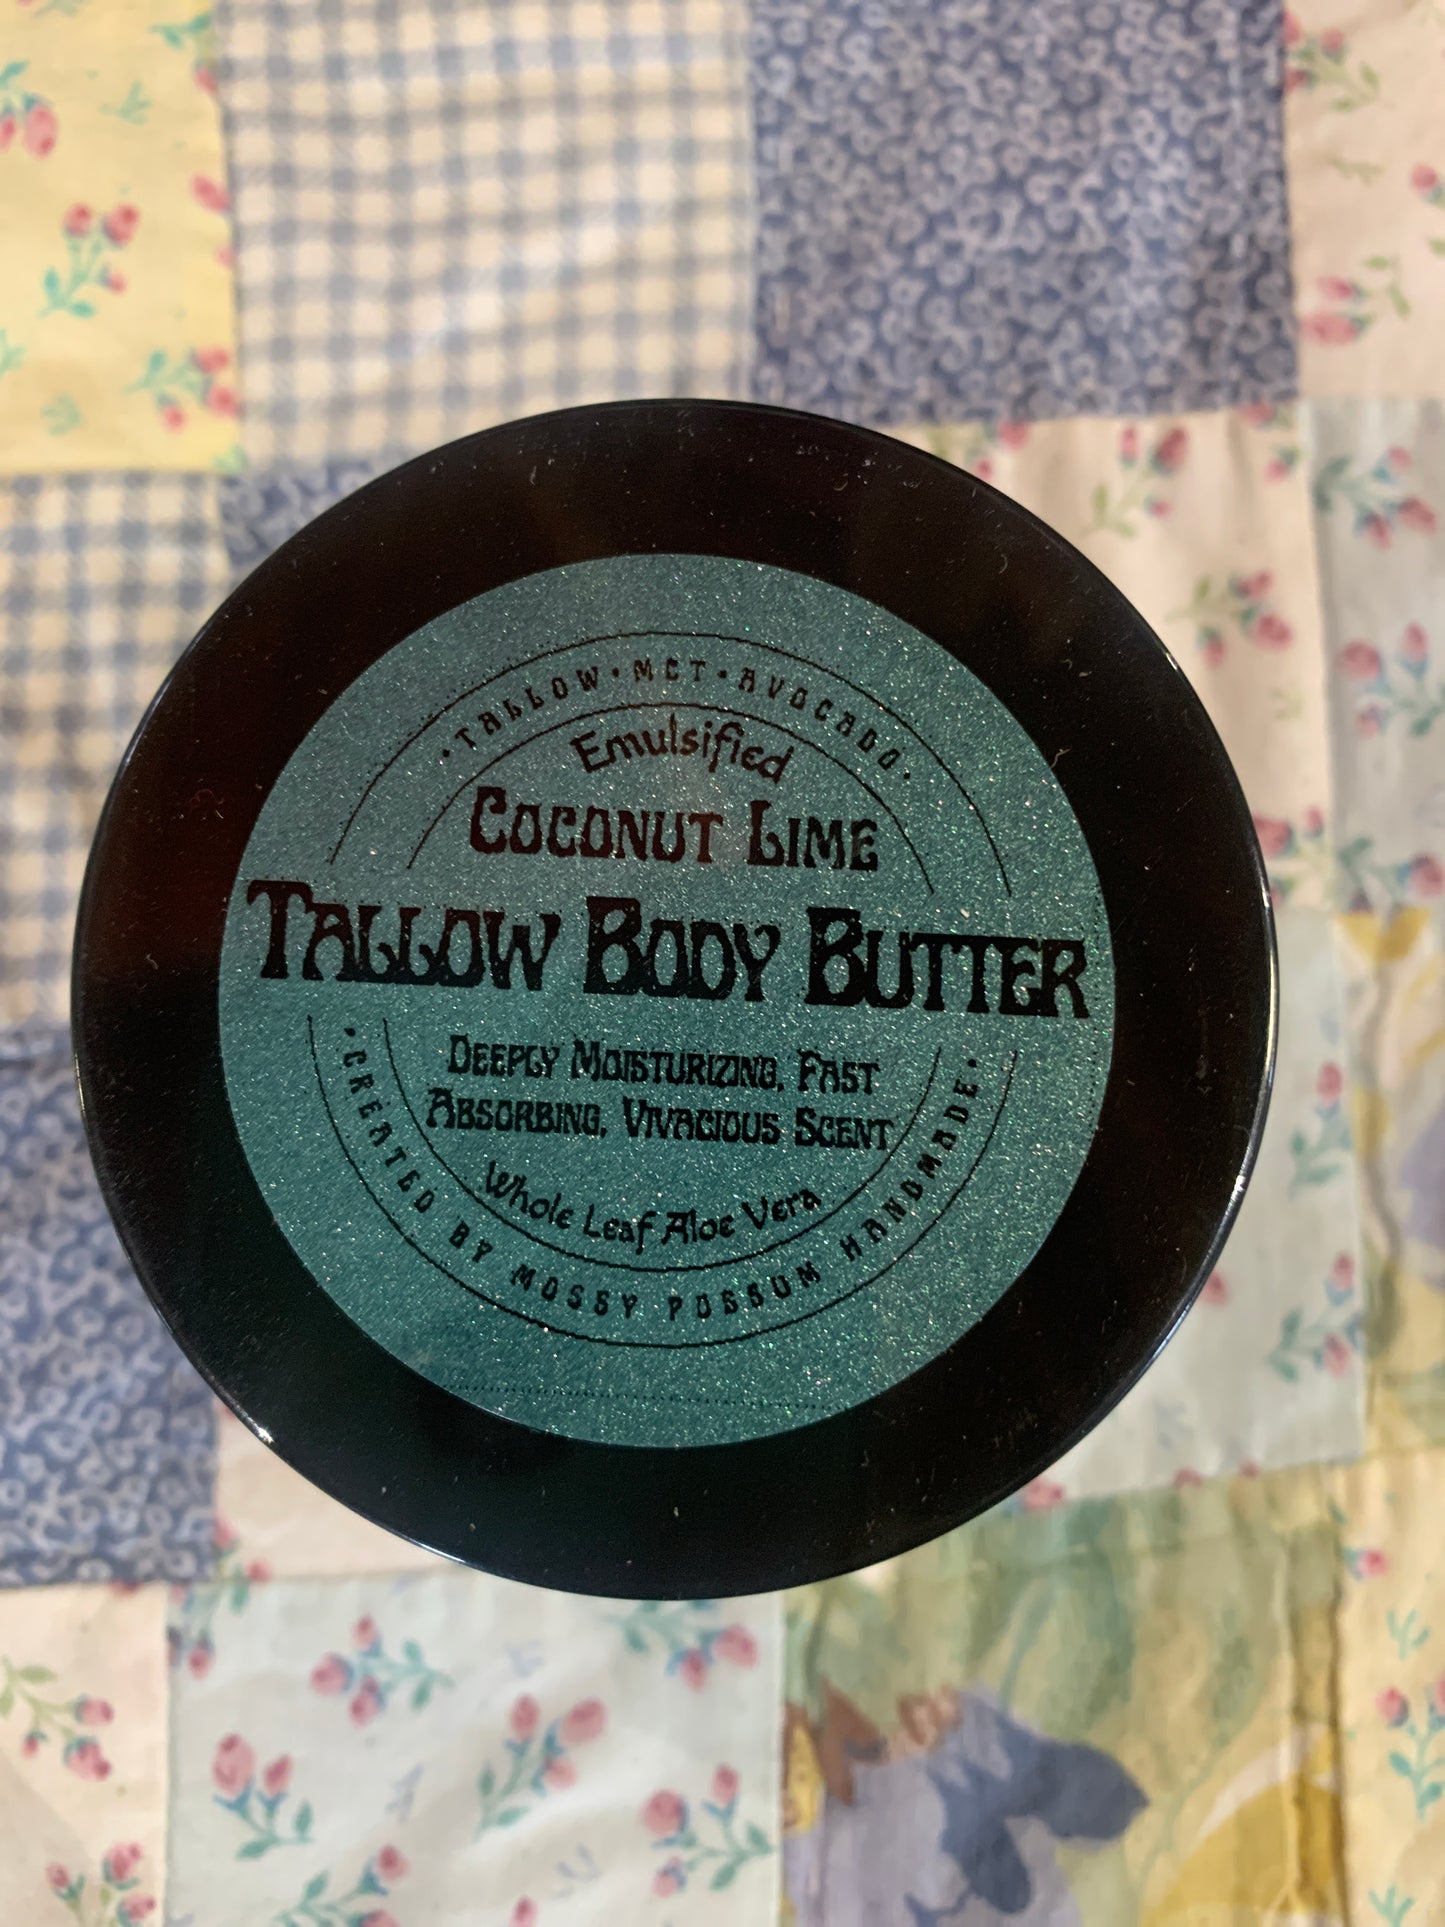 • TALLOW • MCT • AVOCADO •
Emulsified
COCONUT LIME
TALLOW BODY BUTTER
DEEPLY MOISTURIZING, FAST
ABSORBING, VIVACIOUS SCENT
Whole Leaf Aloe Vera
• CREATED BY MOSSY POSSUM HANDMADE •